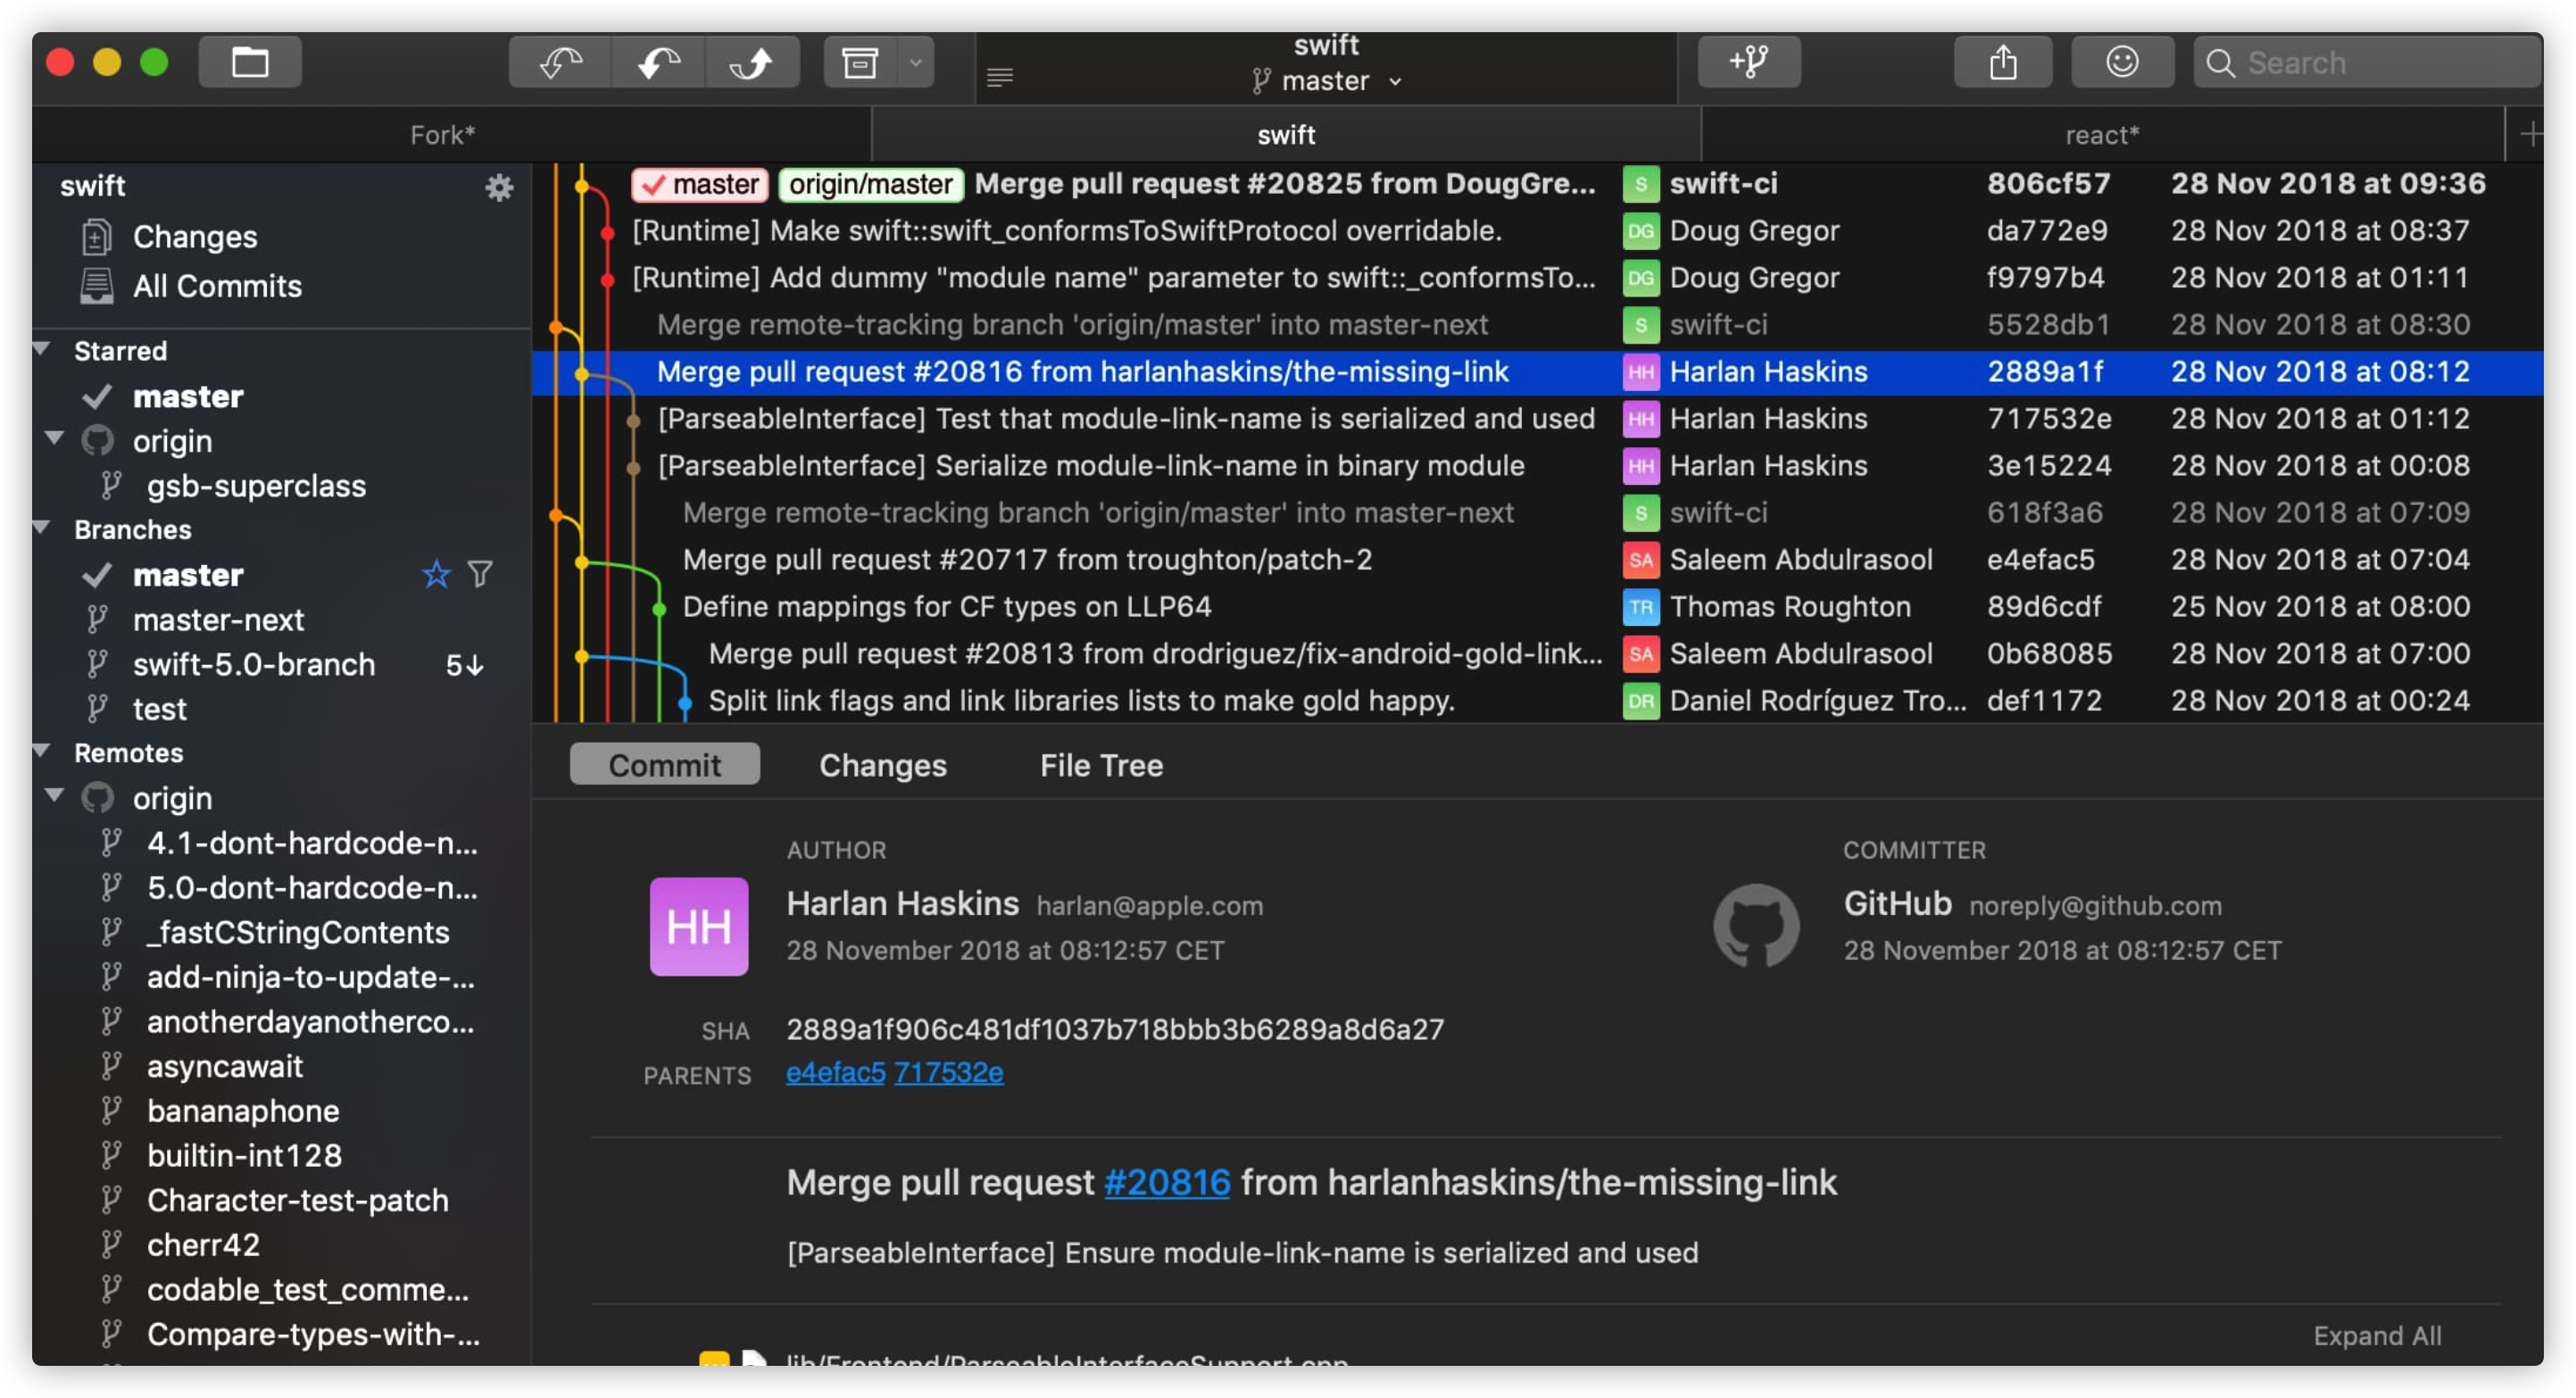 swift
master
Search
Fork*
swift
react*
swift
Changes
All Commits
Starred
master
origin
gsb-superclass
Branches
master
master-next
swift-5.0-branch 5↓
test
Remotes
origin
4.1-dont-hardcode-n...
5.0-dont-hardcode-n...
_fastCStringContents
add-ninja-to-update-...
anotherdayanotherco...
asyncawait
bananaphone
builtin-int128
Character-test-patch
cherr42
codable_test_comme...
Compare-types-with-...
master origin/master Merge pull request #20825 from DougGre... S swift-ci 806cf57 28 Nov 2018 at 09:36
[Runtime] Make swift::swift_conformsToSwiftProtocol overridable. DG Doug Gregor da772e9 28 Nov 2018 at 08:37
[Runtime] Add dummy "module name" parameter to swift::_conformsTo... DG Doug Gregor f9797b4 28 Nov 2018 at 01:11
Merge remote-tracking branch 'origin/master' into master-next S swift-ci 5528db1 28 Nov 2018 at 08:30
Merge pull request #20816 from harlanhaskins/the-missing-link HH Harlan Haskins 2889a1f 28 Nov 2018 at 08:12
[ParseableInterface] Test that module-link-name is serialized and used HH Harlan Haskins 717532e 28 Nov 2018 at 01:12
[ParseableInterface] Serialize module-link-name in binary module HH Harlan Haskins 3e15224 28 Nov 2018 at 00:08
Merge remote-tracking branch 'origin/master' into master-next S swift-ci 618f3a6 28 Nov 2018 at 07:09
Merge pull request #20717 from troughton/patch-2 SA Saleem Abdulrasool e4efac5 28 Nov 2018 at 07:04
Define mappings for CF types on LLP64 TR Thomas Roughton 89d6cdf 25 Nov 2018 at 08:00
Merge pull request #20813 from drodriguez/fix-android-gold-link... SA Saleem Abdulrasool 0b68085 28 Nov 2018 at 07:00
Split link flags and link libraries lists to make gold happy. DR Daniel Rodríguez Tro... def1172 28 Nov 2018 at 00:24
Commit Changes File Tree
AUTHOR
HH
Harlan Haskins harlan@apple.com
28 November 2018 at 08:12:57 CET
COMMITTER
GitHub noreply@github.com
28 November 2018 at 08:12:57 CET
SHA 2889a1f906c481df1037b718bbb3b6289a8d6a27
PARENTS e4efac5 717532e
Merge pull request #20816 from harlanhaskins/the-missing-link
[ParseableInterface] Ensure module-link-name is serialized and used
Expand All
lib/Frontend/ParseableInterfaceSupport.cpp